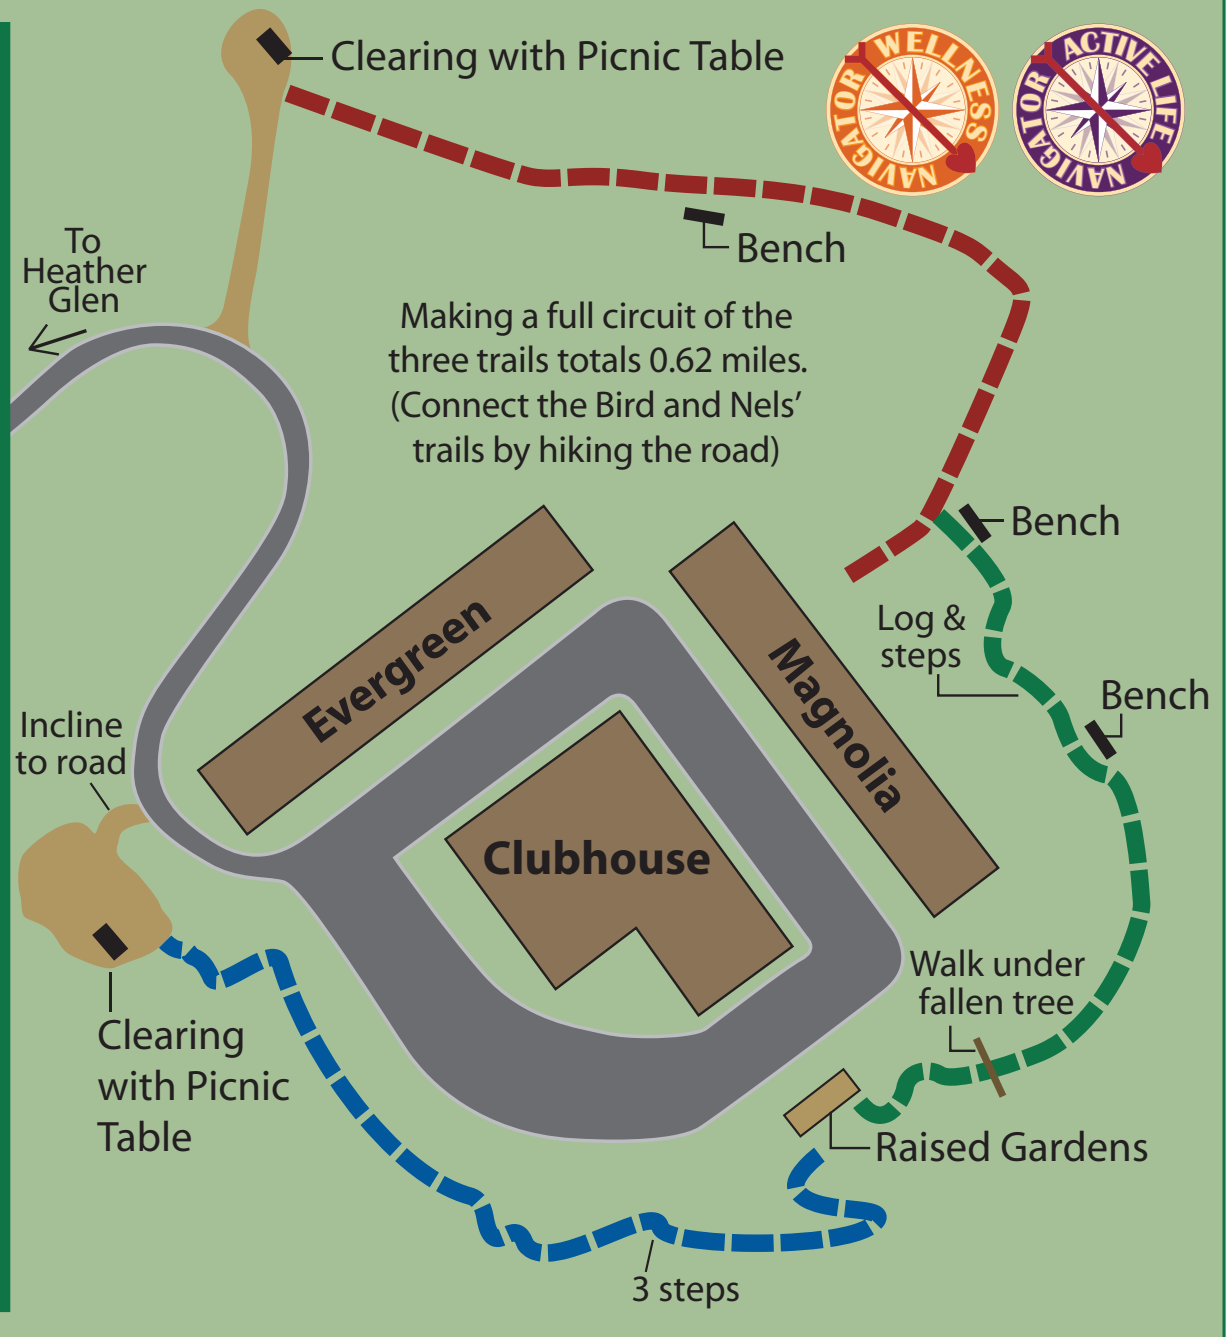 Clearing with Picnic Table
WELLNESS
NAVIGATOR
ACTIVE LIFE
NAVIGATOR
Bench
To
Heather
Glen
Making a full circuit of the
three trails totals 0.62 miles.
(Connect the Bird and Nels’
trails by hiking the road)
Bench
Evergreen
Magnolia
Log &
steps
Bench
Incline
to road
Clubhouse
Walk under
fallen tree
Clearing
with Picnic
Table
Raised Gardens
3 steps